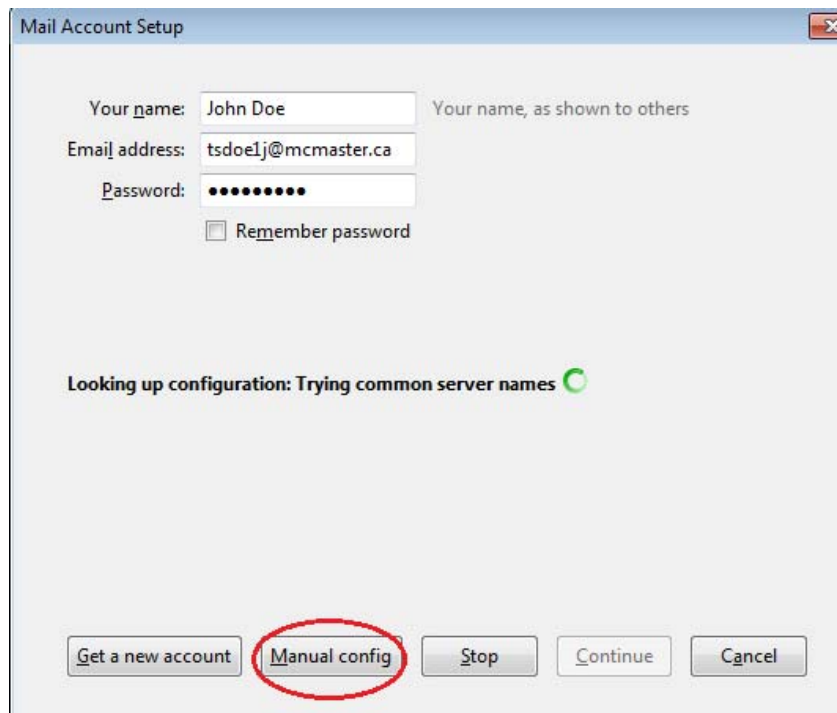 Mail Account Setup
Your name: John Doe Your name, as shown to others
Email address: tsdoe1j@mcmaster.ca
Password: •••••••••
Remember password
Looking up configuration: Trying common server names
Get a new account Manual config Stop Continue Cancel